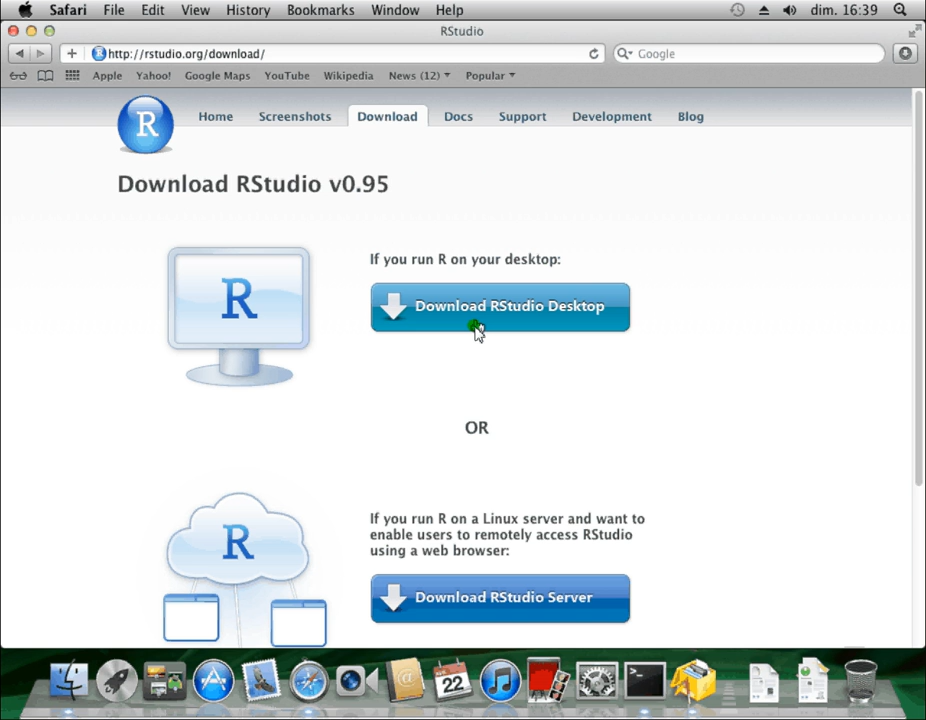 Safari File Edit View History Bookmarks Window Help dim. 16:39
RStudio
http://rstudio.org/download/ Google
Apple Yahoo! Google Maps YouTube Wikipedia News (12) Popular
R Home Screenshots Download Docs Support Development Blog
Download RStudio v0.95
If you run R on your desktop:
R
Download RStudio Desktop
OR
If you run R on a Linux server and want to
enable users to remotely access RStudio
using a web browser:
R
Download RStudio Server
22